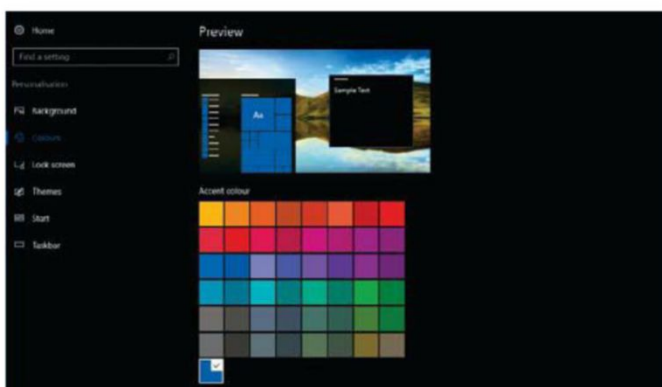 Home
Find a setting
Personalisation
Background
Colours
Lock screen
Themes
Start
Taskbar
Preview
Sample Text
Aa
Accent colour